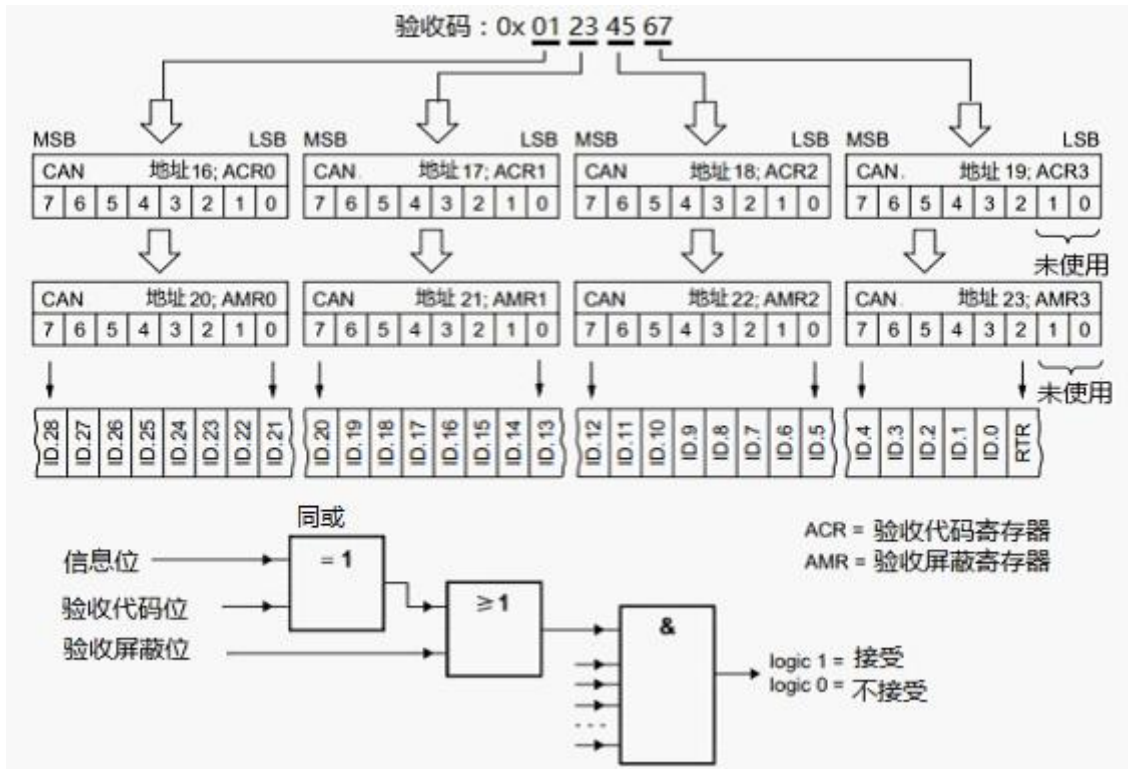 验收码：0x 01 23 45 67
MSB LSB MSB LSB MSB LSB
CAN 地址16; ACR0 CAN. 地址17; ACR1 CAN 地址18; ACR2 CAN. 地址 19; ACR3
7 6 5 4 3 2 1 0 7 6 5 4 3 2 1 0 7 6 5 4 3 2 1 0 7 6 5 4 3 2 1 0
未使用
CAN 地址20; AMR0 CAN 地址 21; AMR1 CAN 地址 22; AMR2 CAN. 地址 23; AMR3
7 6 5 4 3 2 1 0 7 6 5 4 3 2 1 0 7 6 5 4 3 2 1 0 7 6 5 4 3 2 1 0
未使用
ID.28 ID.27 ID.26 ID.25 ID.24 ID.23 ID.22 ID.21 ID.20 ID.19 ID.18 ID.17 ID.16 ID.15 ID.14 ID.13 ID.12 ID.11 ID.10 ID.9 ID.8 ID.7 ID.6 ID.5 ID.4 ID.3 ID.2 ID.1 ID.0 RTR
同或
信息位
= 1
验收代码位
验收屏蔽位
≥1
&
ACR = 验收代码寄存器
AMR = 验收屏蔽寄存器
logic 1 = 接受
logic 0 = 不接受